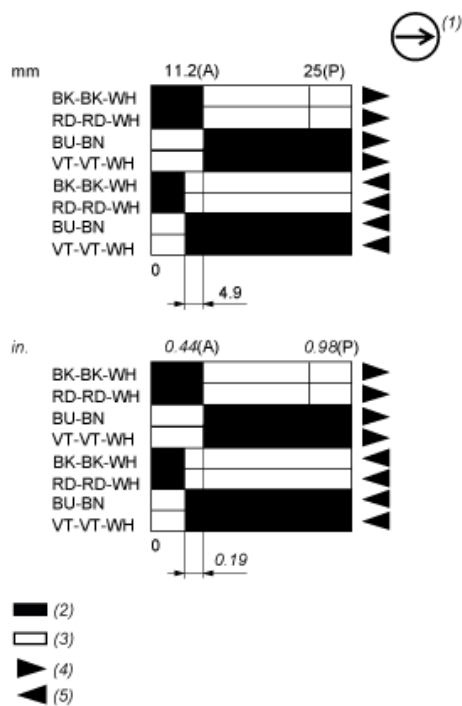 (1)
mm 11.2(A) 25(P)
BK-BK-WH
RD-RD-WH
BU-BN
VT-VT-WH
BK-BK-WH
RD-RD-WH
BU-BN
VT-VT-WH
0
4.9
in. 0.44(A) 0.98(P)
BK-BK-WH
RD-RD-WH
BU-BN
VT-VT-WH
BK-BK-WH
RD-RD-WH
BU-BN
VT-VT-WH
0
0.19
(2)
(3)
(4)
(5)